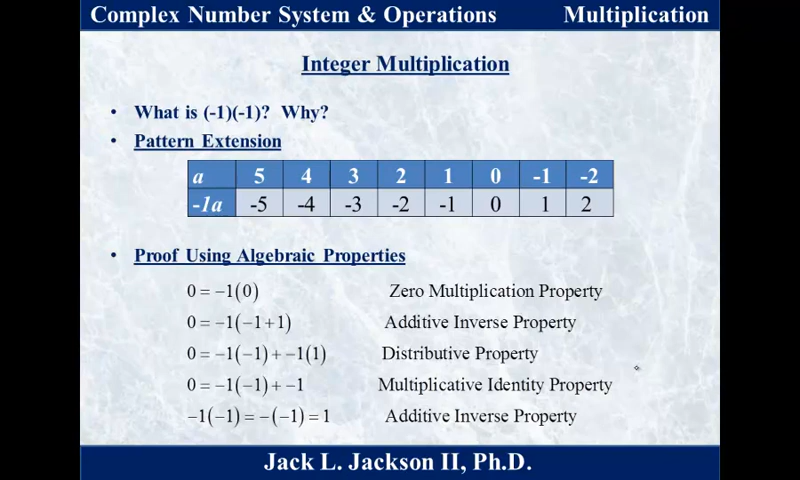 Complex Number System & Operations Multiplication
Integer Multiplication
• What is (-1)(-1)? Why?
• Pattern Extension
a 5 4 3 2 1 0 -1 -2
-1a -5 -4 -3 -2 -1 0 1 2
• Proof Using Algebraic Properties
0 = −1(0) Zero Multiplication Property
0 = −1(−1+1) Additive Inverse Property
0 = −1(−1)+−1(1) Distributive Property
0 = −1(−1)+−1 Multiplicative Identity Property
−1(−1) = −(−1) = 1 Additive Inverse Property
Jack L. Jackson II, Ph.D.